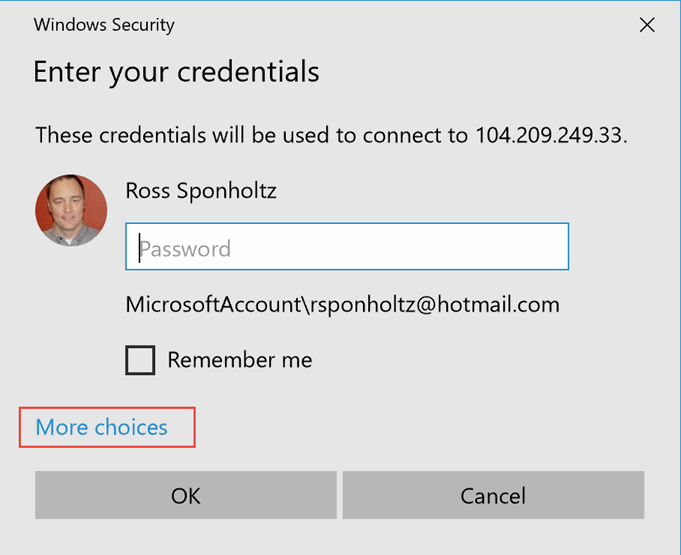 Windows Security
Enter your credentials
These credentials will be used to connect to 104.209.249.33.
Ross Sponholtz
Password
MicrosoftAccount\rsponholtz@hotmail.com
Remember me
More choices
OK
Cancel